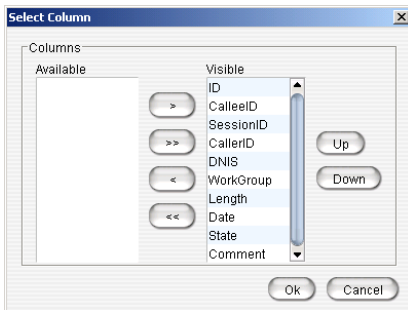 Select Column
Columns
Available
Visible
>
>>
<
<<
ID
CalleeID
SessionID
CallerID
DNIS
WorkGroup
Length
Date
State
Comment
Up
Down
Ok
Cancel